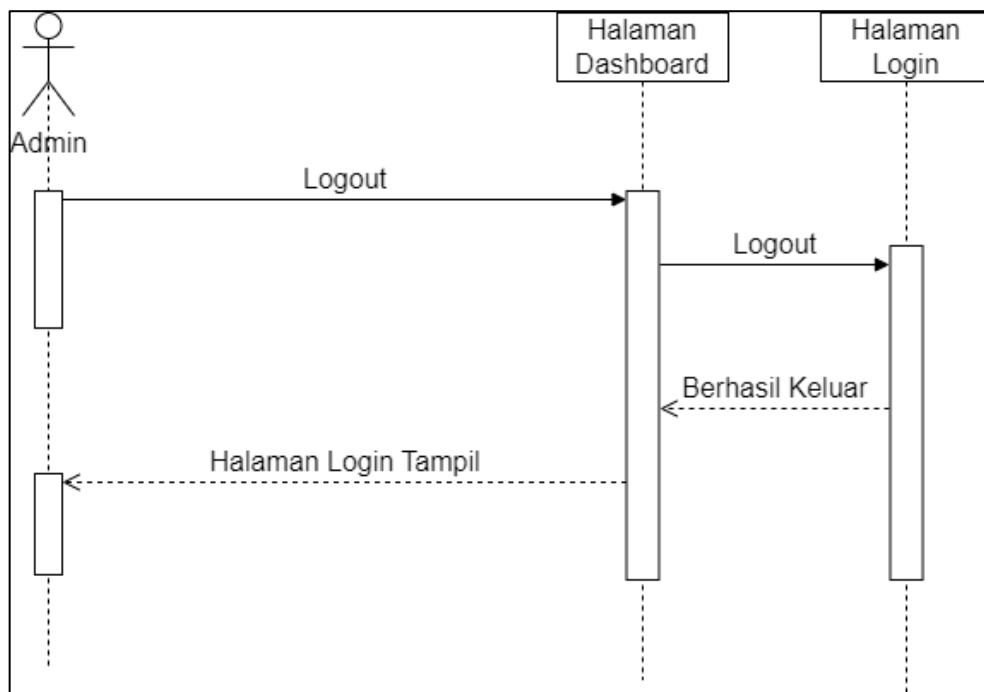 Halaman
Dashboard
Halaman
Login
Admin
Logout
Logout
Berhasil Keluar
Halaman Login Tampil